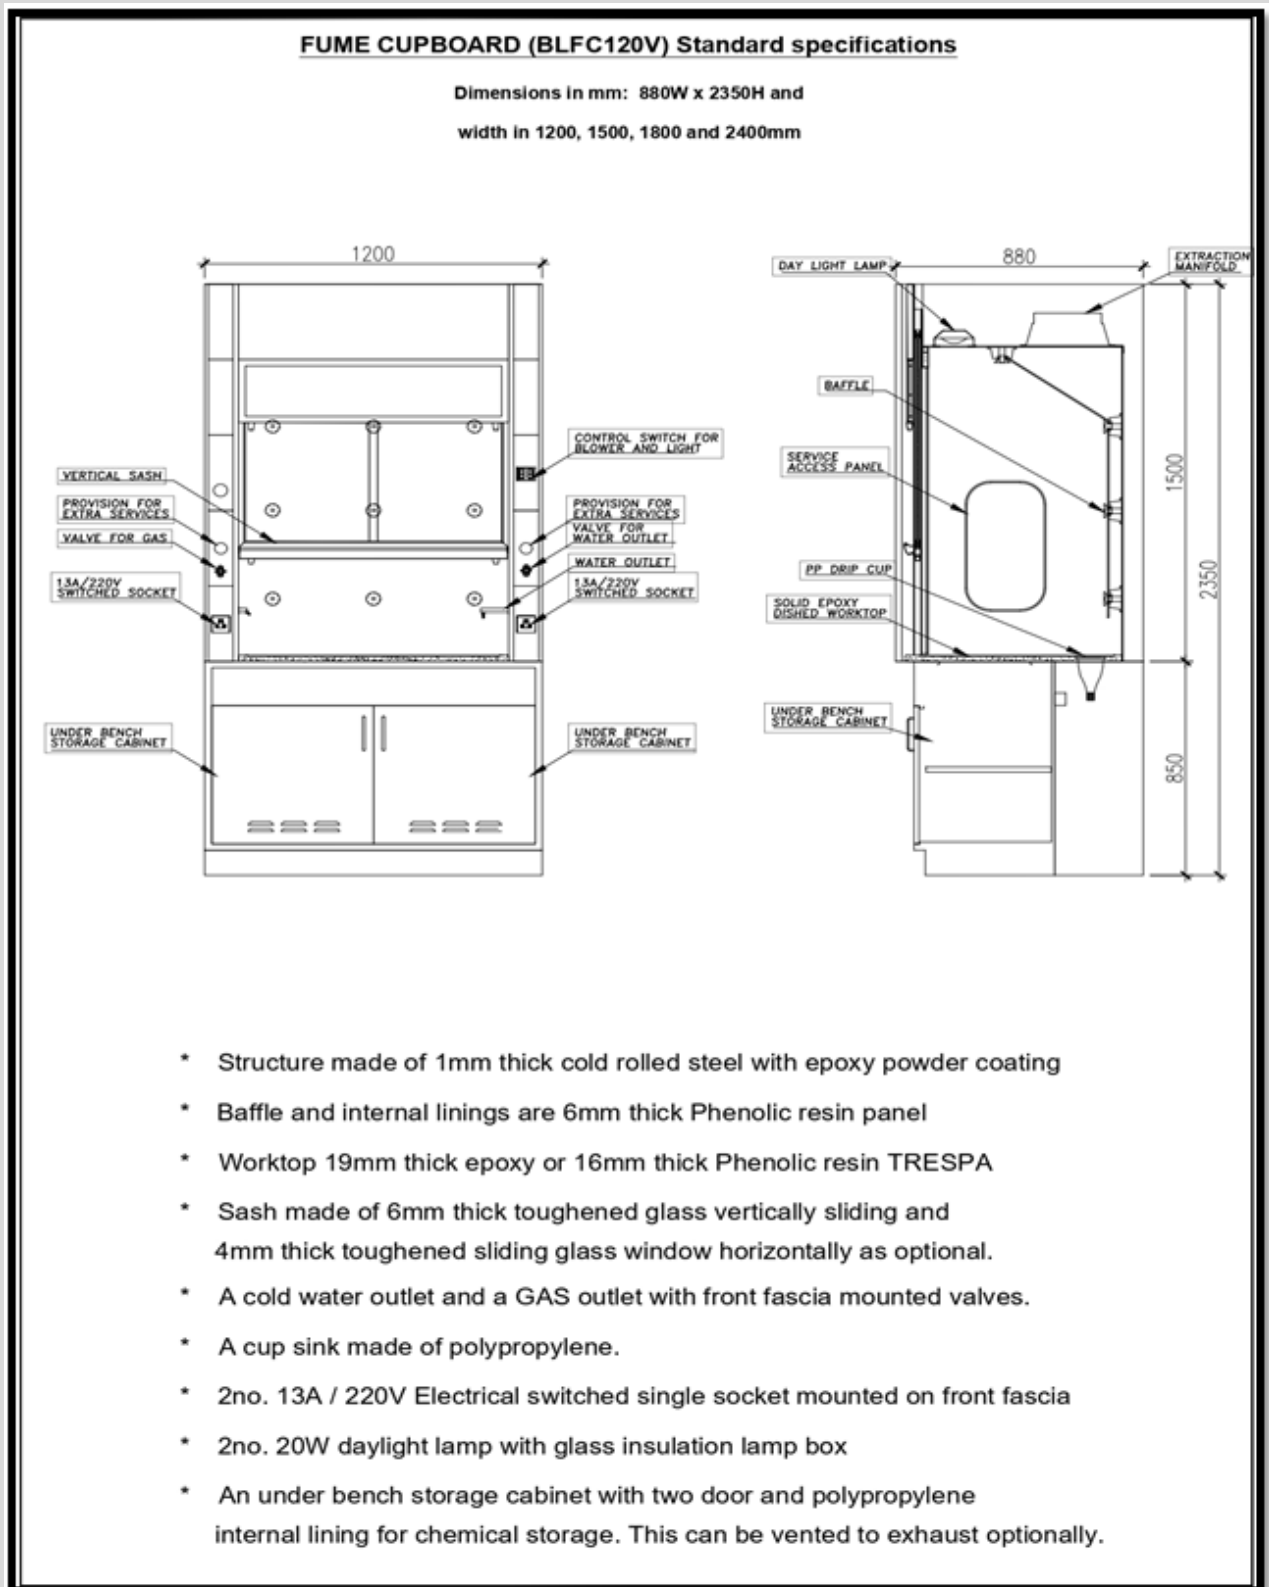 FUME CUPBOARD (BLFC120V) Standard specifications
Dimensions in mm: 880W x 2350H and
width in 1200, 1500, 1800 and 2400mm
1200
VERTICAL SASH
PROVISION FOR
EXTRA SERVICES
VALVE FOR GAS
13A/220V
SWITCHED SOCKET
UNDER BENCH
STORAGE CABINET
CONTROL SWITCH FOR
BLOWER AND LIGHT
PROVISION FOR
EXTRA SERVICES
VALVE FOR
WATER OUTLET
WATER OUTLET
13A/220V
SWITCHED SOCKET
UNDER BENCH
STORAGE CABINET
880
DAY LIGHT LAMP
EXTRACTION
MANIFOLD
BAFFLE
SERVICE
ACCESS PANEL
PP DRIP CUP
SOLID EPOXY
DISHED WORKTOP
UNDER BENCH
STORAGE CABINET
1500
2350
850
* Structure made of 1mm thick cold rolled steel with epoxy powder coating
* Baffle and internal linings are 6mm thick Phenolic resin panel
* Worktop 19mm thick epoxy or 16mm thick Phenolic resin TRESPA
* Sash made of 6mm thick toughened glass vertically sliding and
4mm thick toughened sliding glass window horizontally as optional.
* A cold water outlet and a GAS outlet with front fascia mounted valves.
* A cup sink made of polypropylene.
* 2no. 13A / 220V Electrical switched single socket mounted on front fascia
* 2no. 20W daylight lamp with glass insulation lamp box
* An under bench storage cabinet with two door and polypropylene
internal lining for chemical storage. This can be vented to exhaust optionally.